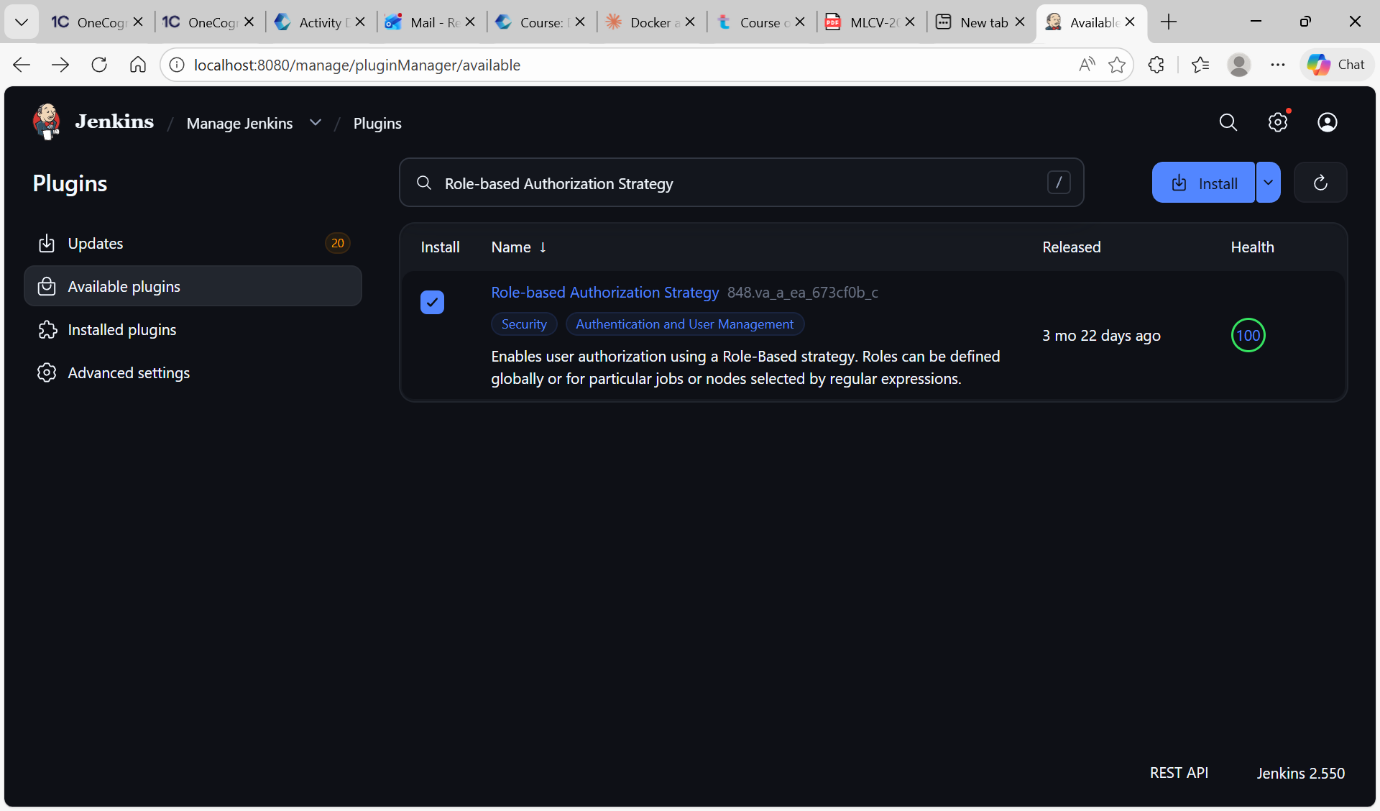 OneCogn
OneCogn
Activity D
Mail - Re
Course: D
Docker a
Course o
MLCV-20
New tab
Available
localhost:8080/manage/pluginManager/available
Chat
Jenkins / Manage Jenkins / Plugins
Plugins
Role-based Authorization Strategy
/
Install
Updates
20
Available plugins
Installed plugins
Advanced settings
Install Name ↓ Released Health
Role-based Authorization Strategy 848.va_a_ea_673cf0b_c
Security
Authentication and User Management
Enables user authorization using a Role-Based strategy. Roles can be defined
globally or for particular jobs or nodes selected by regular expressions.
3 mo 22 days ago
100
REST API
Jenkins 2.550